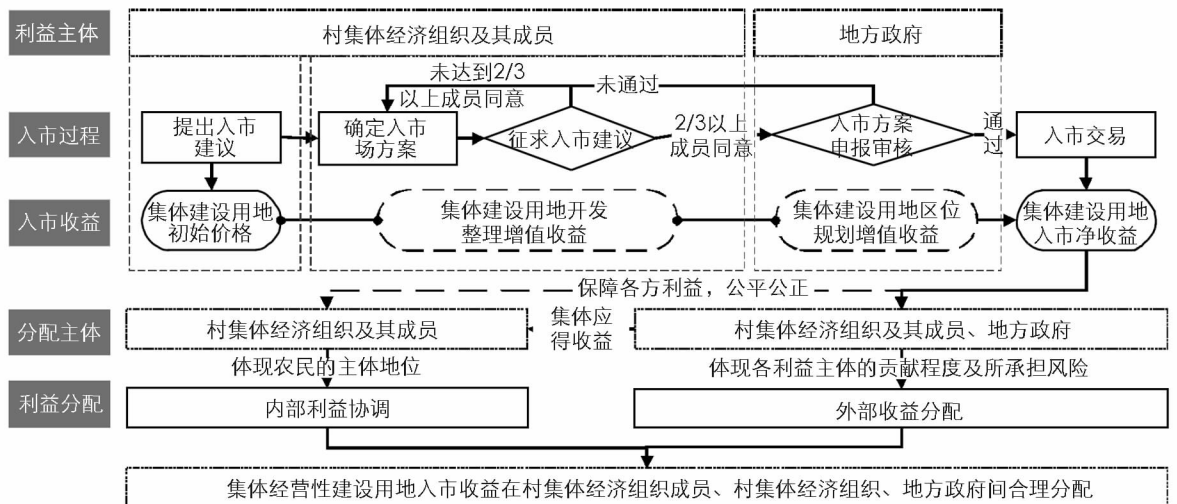 利益主体
村集体经济组织及其成员
地方政府
未达到2/3
以上成员同意
未通过
入市过程
提出入市
建议
确定入市
场方案
征求入市建议
2/3以上
成员同意
入市方案
申报审核
通
过
入市交易
入市收益
集体建设用地
初始价格
集体建设用地开发
整理增值收益
集体建设用地区位
规划增值收益
集体建设用地
入市净收益
保障各方利益，公平公正
分配主体
村集体经济组织及其成员
集体应
得收益
村集体经济组织及其成员、地方政府
体现农民的主体地位
体现各利益主体的贡献程度及所承担风险
利益分配
内部利益协调
外部收益分配
集体经营性建设用地入市收益在村集体经济组织成员、村集体经济组织、地方政府间合理分配